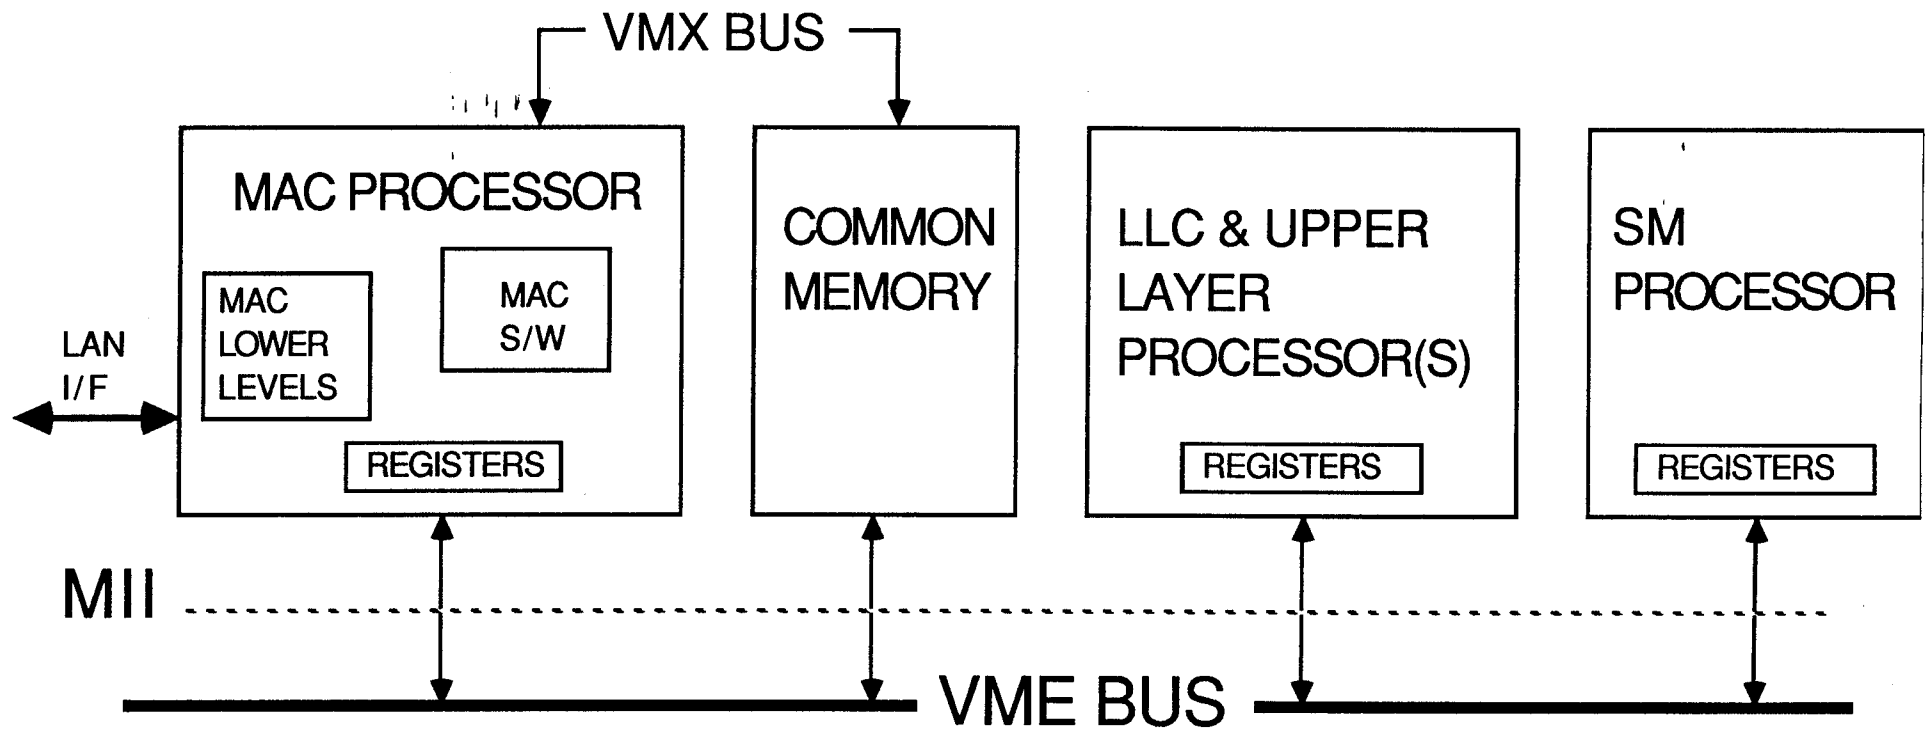 VMX BUS
MAC PROCESSOR
MAC
LOWER
LEVELS
MAC
S/W
REGISTERS
LAN
I/F
COMMON
MEMORY
LLC & UPPER
LAYER
PROCESSOR(S)
REGISTERS
SM
PROCESSOR
REGISTERS
MII
VME BUS